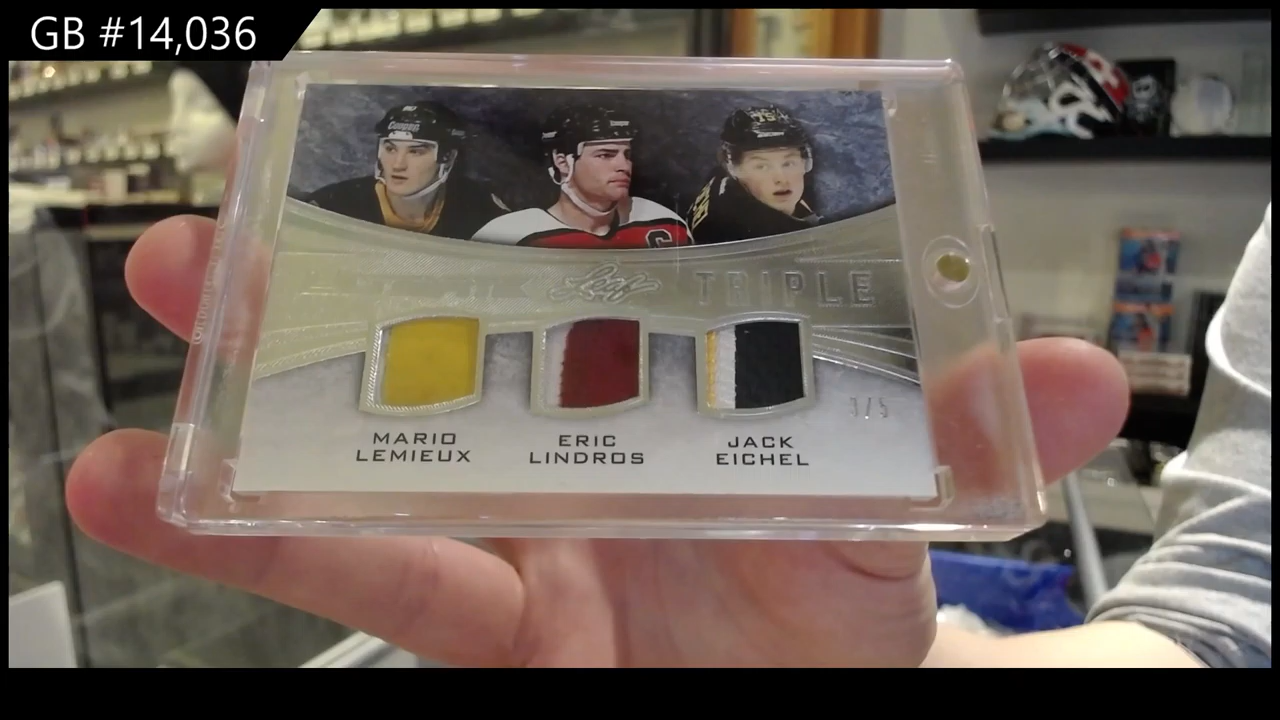 GB #14,036
Leaf TRIPLE
MARIO
LEMIEUX
ERIC
LINDROS
JACK
EICHEL
3/5